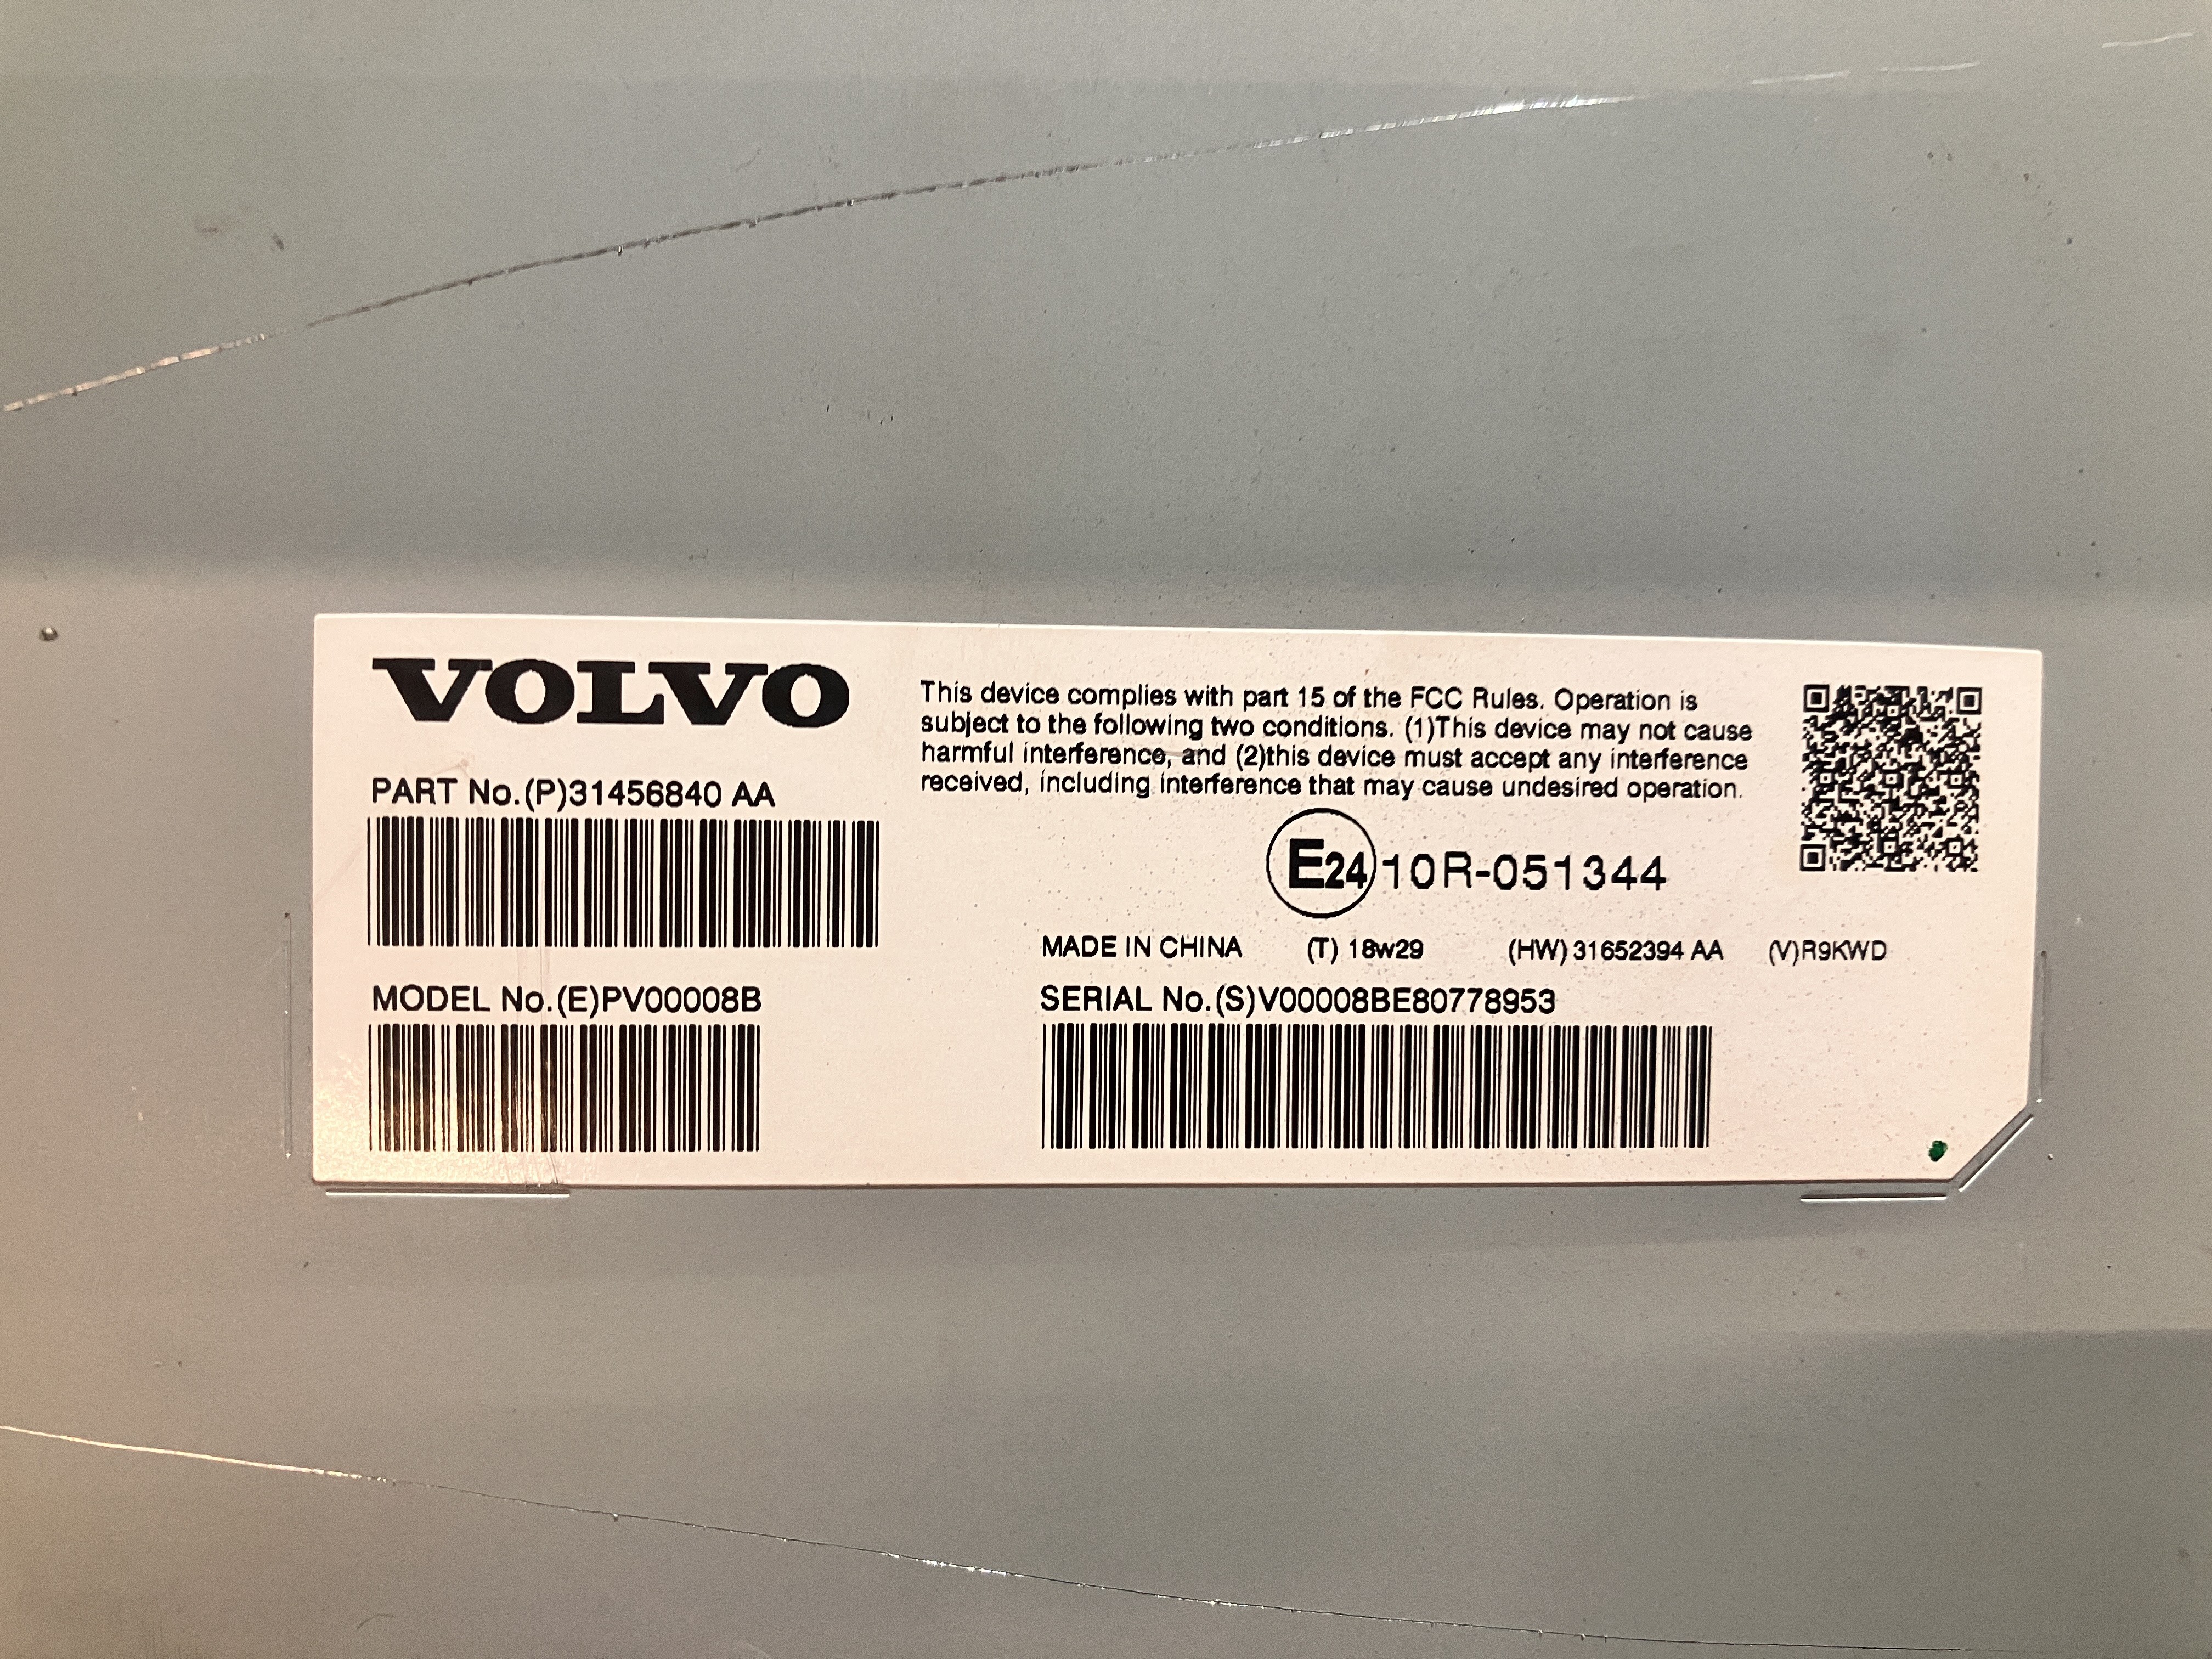 VOLVO
This device complies with part 15 of the FCC Rules. Operation is
subject to the following two conditions. (1)This device may not cause
harmful interference, and (2)this device must accept any interference
received, including interference that may cause undesired operation.
PART No.(P)31456840 AA
E24 10R-051344
MADE IN CHINA (T) 18w29 (HW) 31652394 AA (V)R9KWD
MODEL No.(E)PV00008B
SERIAL No.(S)V00008BE80778953